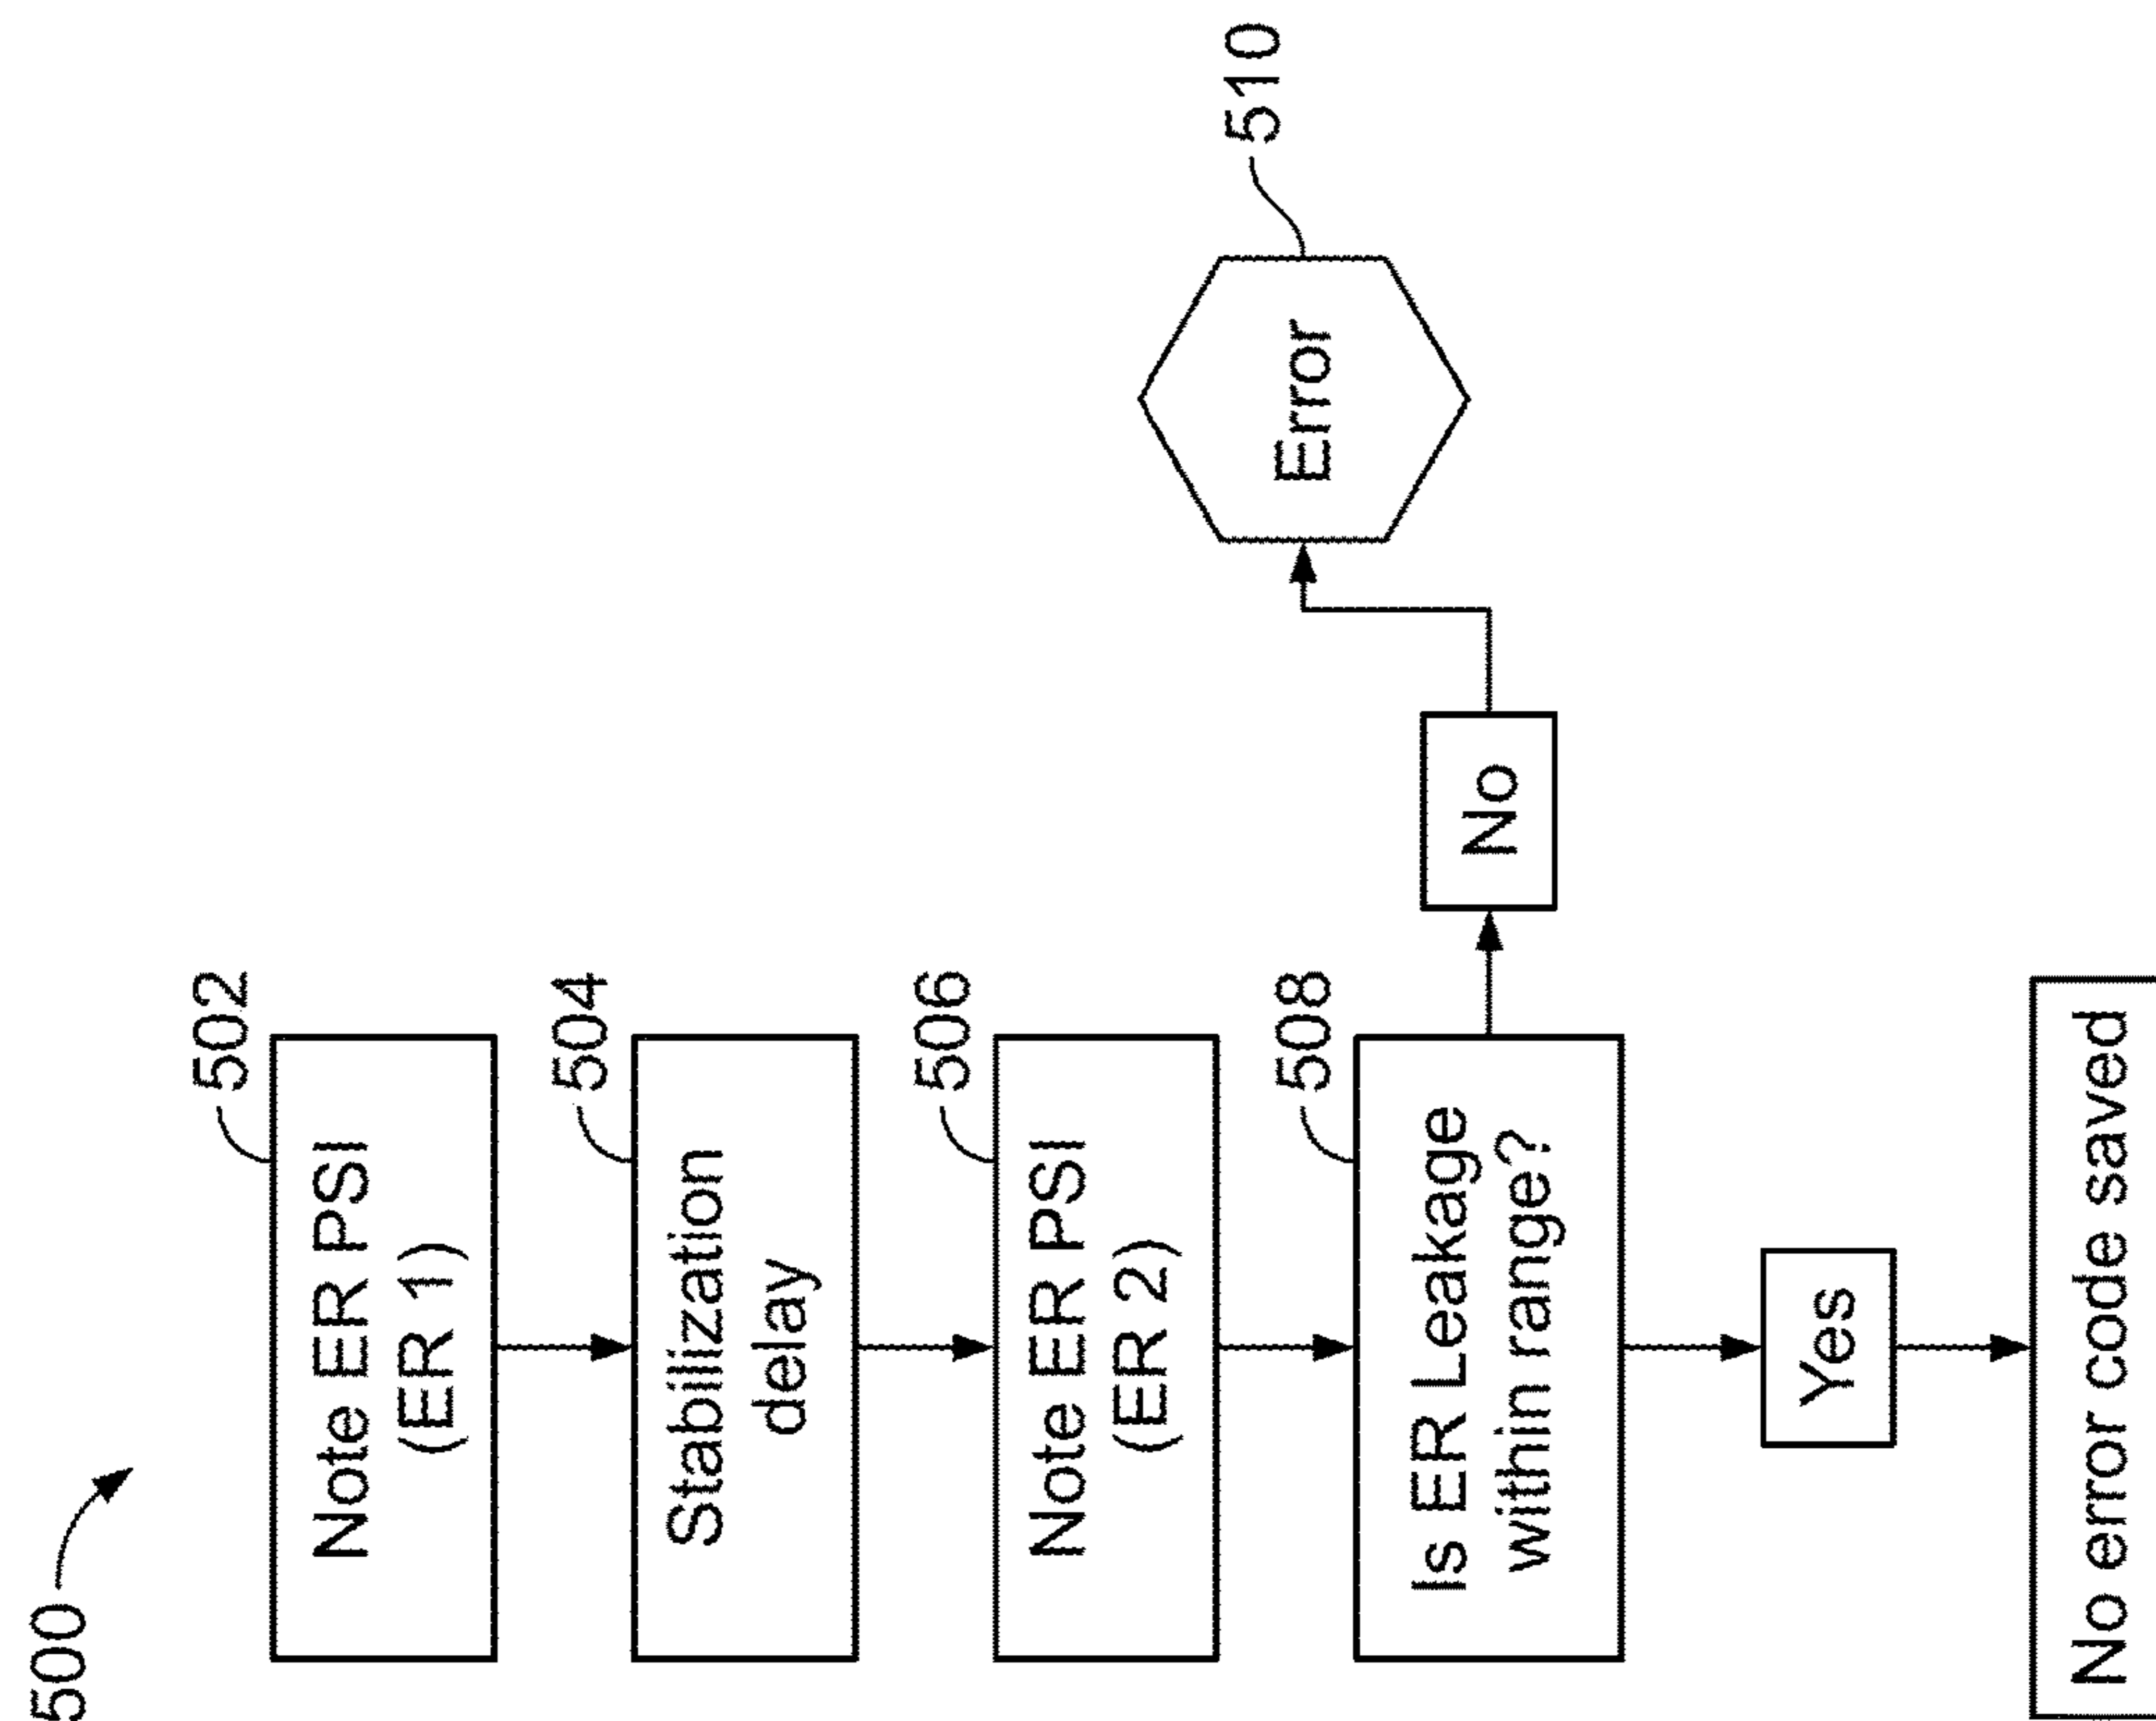 500
502
Note ER PSI
(ER 1)
504
Stabilization
delay
506
Note ER PSI
(ER 2)
508
Is ER Leakage
within range?
No
Error
510
Yes
No error code saved